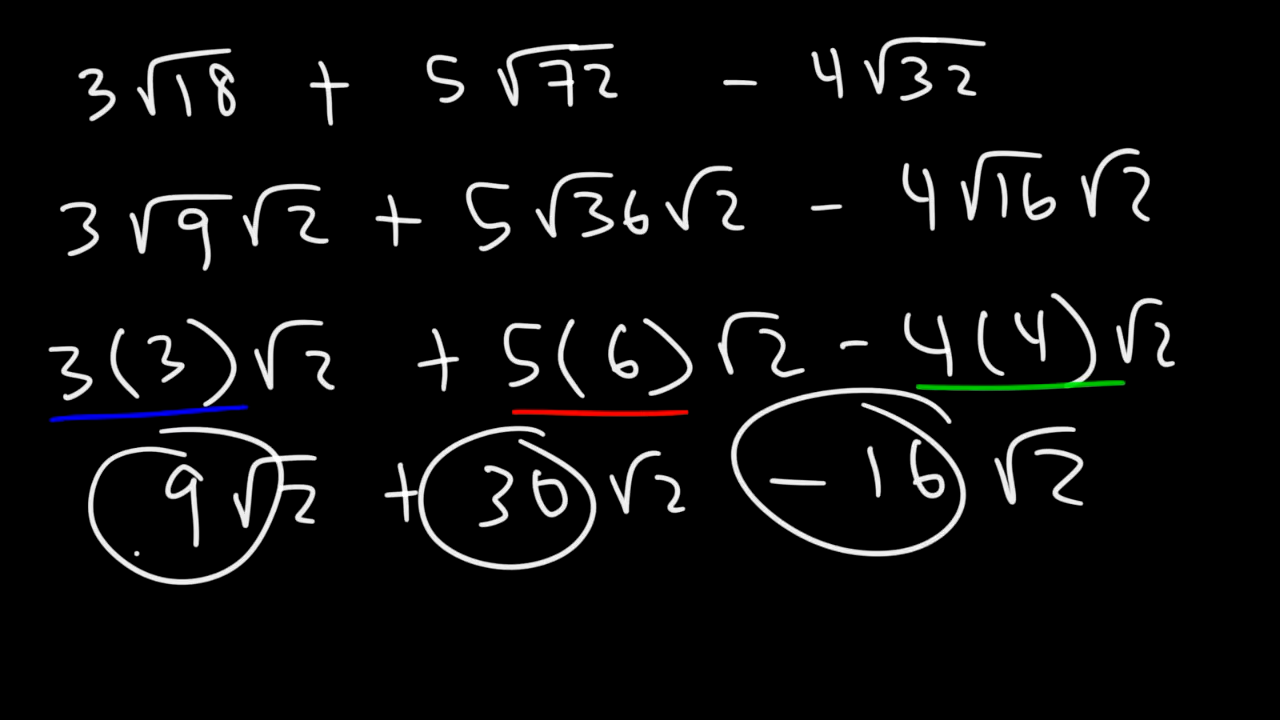 3√18 + 5√72 - 4√32
3√9√2 + 5√36√2 - 4√16√2
3(3)√2 + 5(6)√2 - 4(4)√2
9√2 + 30√2 - 16√2